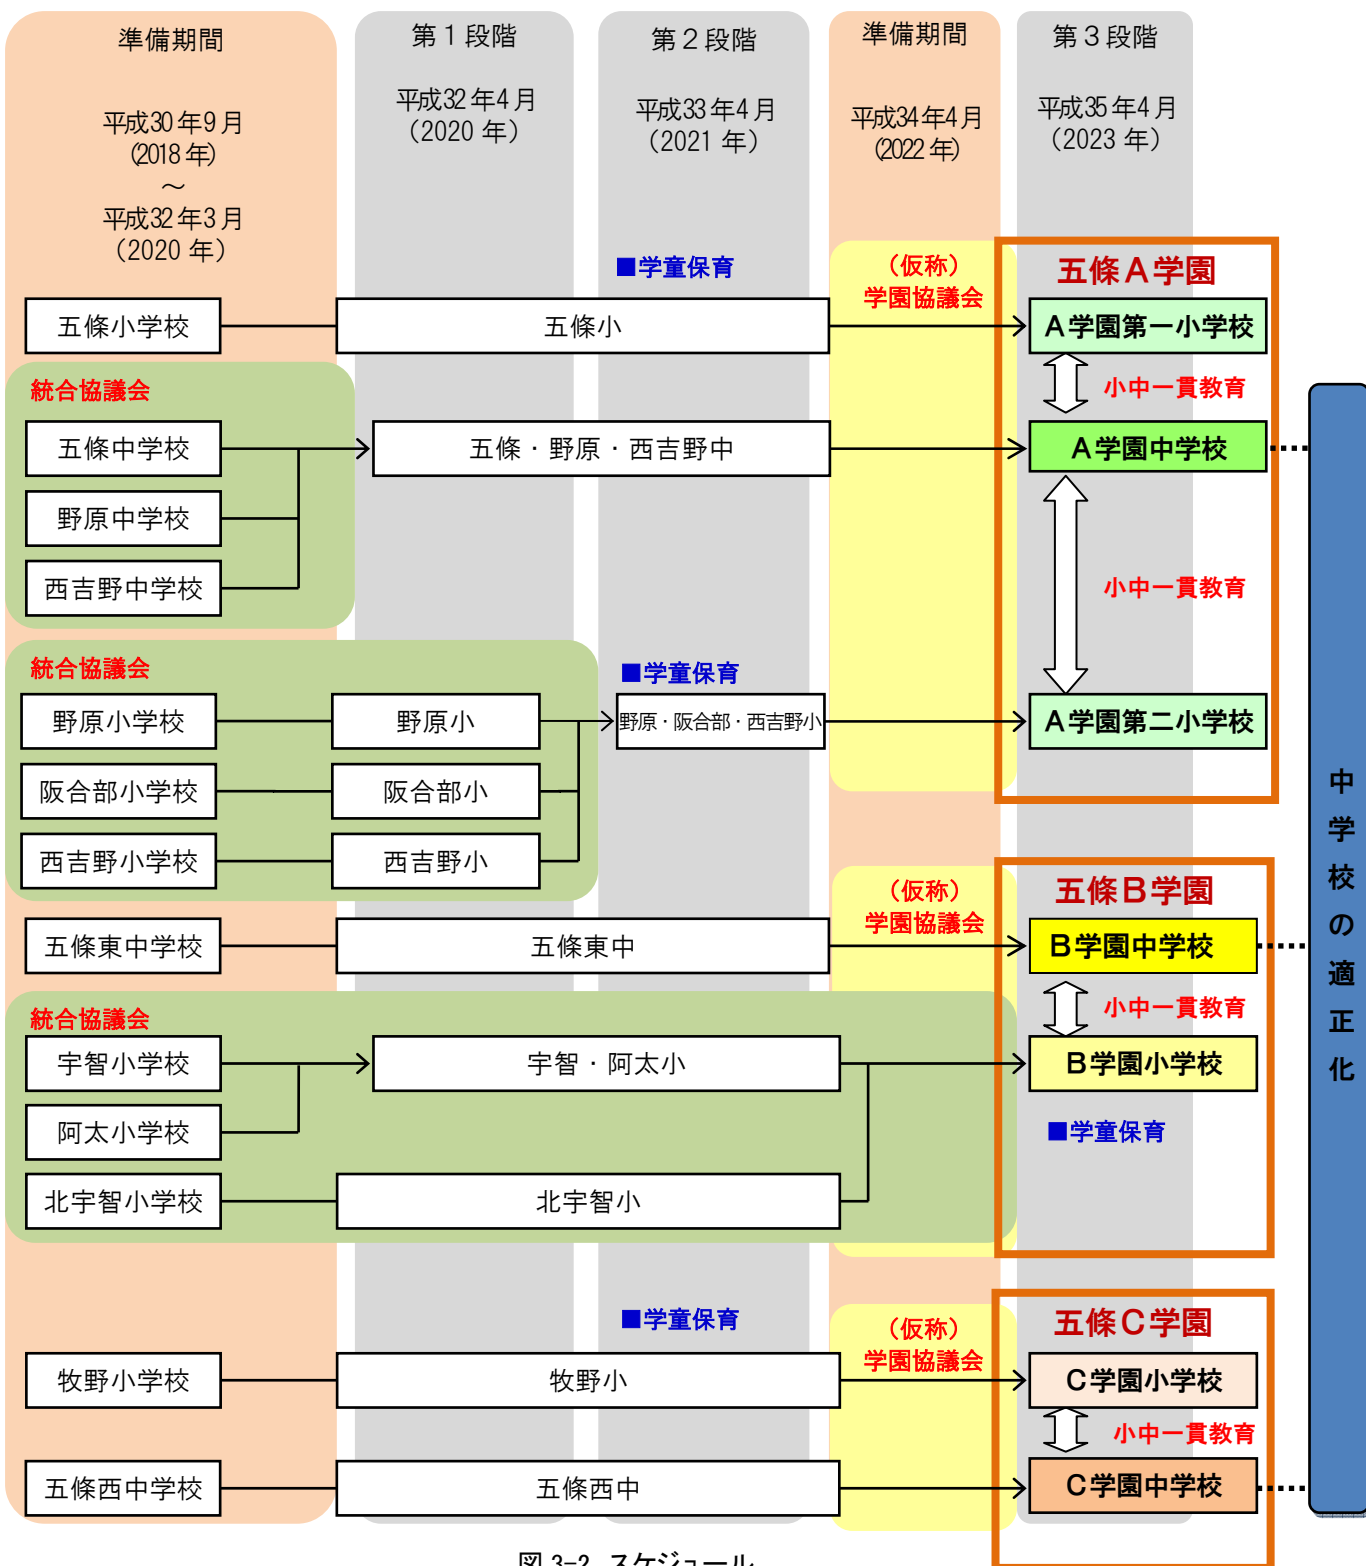 準備期間
平成30年9月
(2018年)
～
平成32年3月
（2020 年）
第１段階
平成32年4月
（2020 年）
第２段階
平成33年4月
（2021 年）
準備期間
平成34年4月
(2022年)
第３段階
平成35年4月
（2023 年）
■学童保育
（仮称）
学園協議会
五條Ａ学園
五條小学校
五條小
Ａ学園第一小学校
統合協議会
小中一貫教育
五條中学校
五條・野原・西吉野中
Ａ学園中学校
野原中学校
西吉野中学校
小中一貫教育
統合協議会
■学童保育
野原小学校
野原小
野原・阪合部・西吉野小
Ａ学園第二小学校
阪合部小学校
阪合部小
西吉野小学校
西吉野小
（仮称）
学園協議会
五條Ｂ学園
五條東中学校
五條東中
Ｂ学園中学校
統合協議会
小中一貫教育
宇智小学校
宇智・阿太小
Ｂ学園小学校
阿太小学校
■学童保育
北宇智小学校
北宇智小
■学童保育
（仮称）
学園協議会
五條Ｃ学園
牧野小学校
牧野小
Ｃ学園小学校
小中一貫教育
五條西中学校
五條西中
Ｃ学園中学校
中学校の適正化
図 3-2 スケジュール